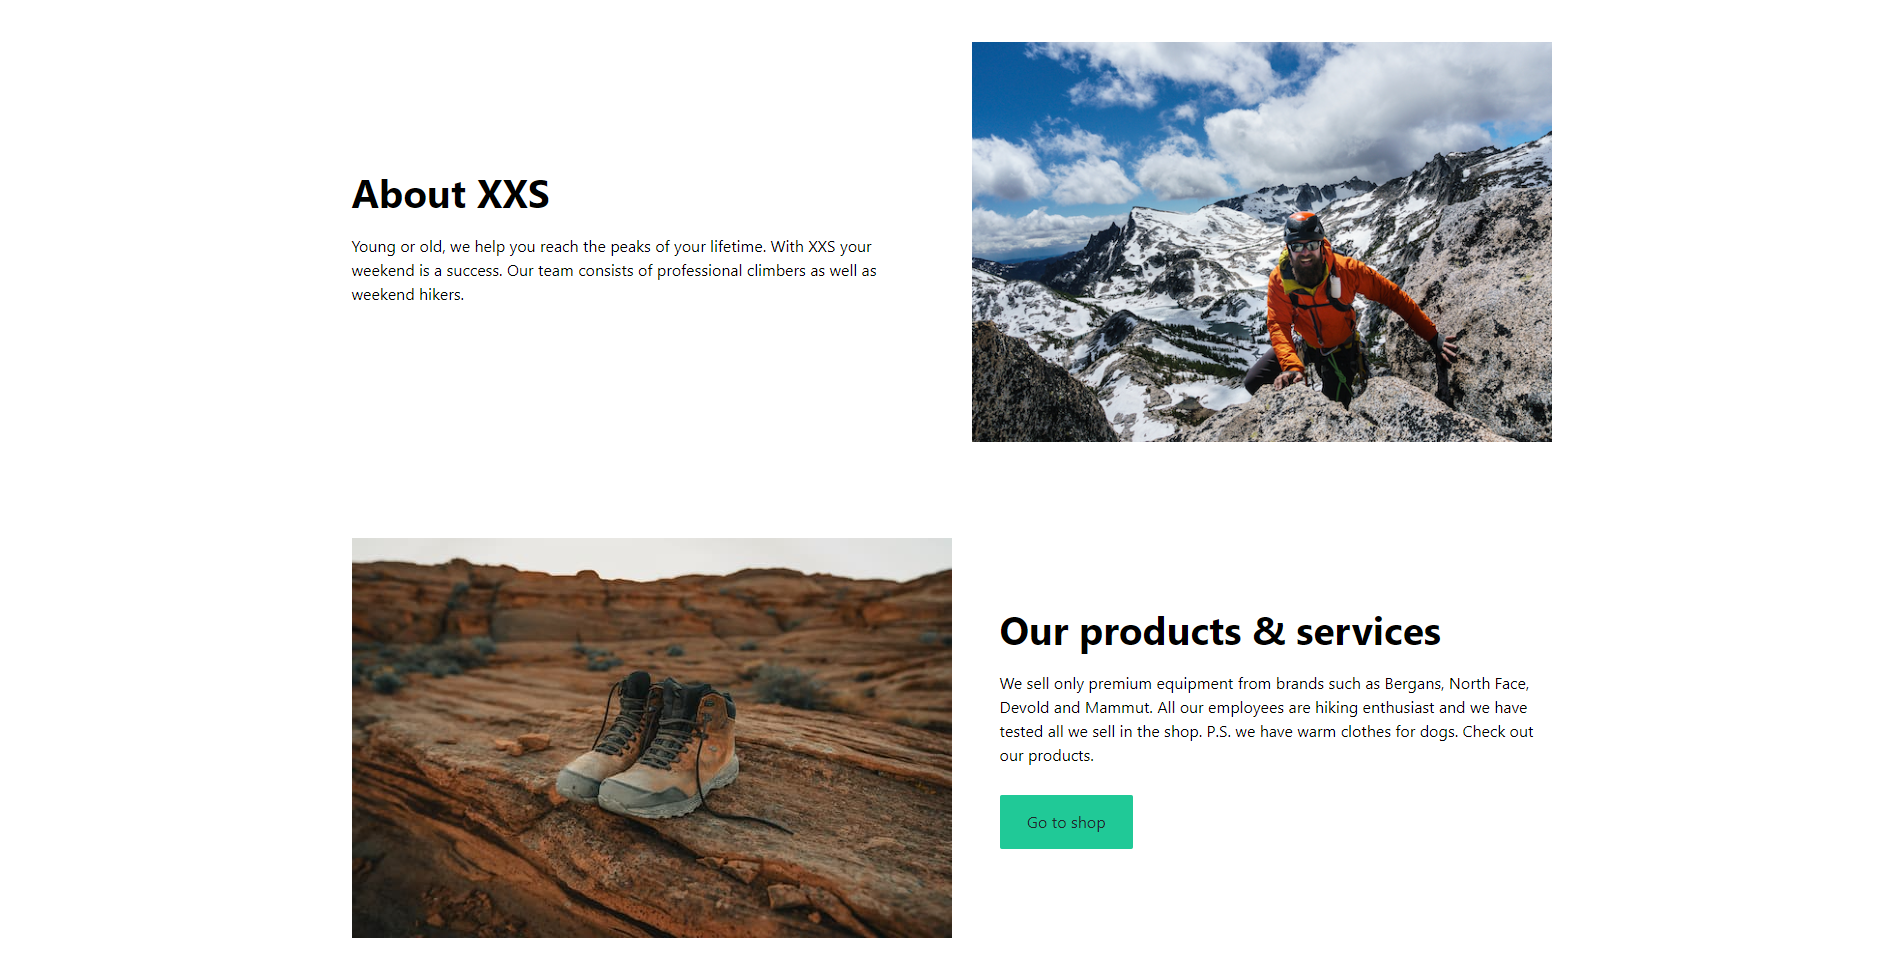 About XXS
Young or old, we help you reach the peaks of your lifetime. With XXS your
weekend is a success. Our team consists of professional climbers as well as
weekend hikers.
Our products & services
We sell only premium equipment from brands such as Bergans, North Face,
Devold and Mammut. All our employees are hiking enthusiast and we have
tested all we sell in the shop. P.S. we have warm clothes for dogs. Check out
our products.
Go to shop